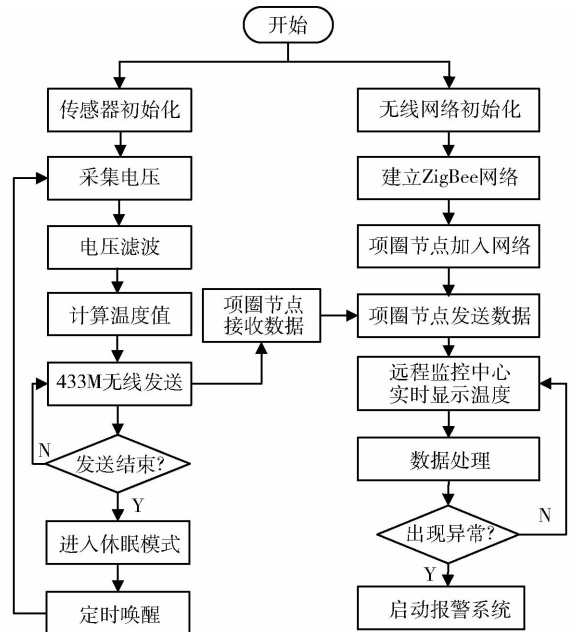 开始
传感器初始化
采集电压
电压滤波
计算温度值
433M无线发送
N
发送结束?
Y
进入休眠模式
定时唤醒
项圈节点
接收数据
无线网络初始化
建立ZigBee网络
项圈节点加入网络
项圈节点发送数据
远程监控中心
实时显示温度
数据处理
出现异常?
N
Y
启动报警系统